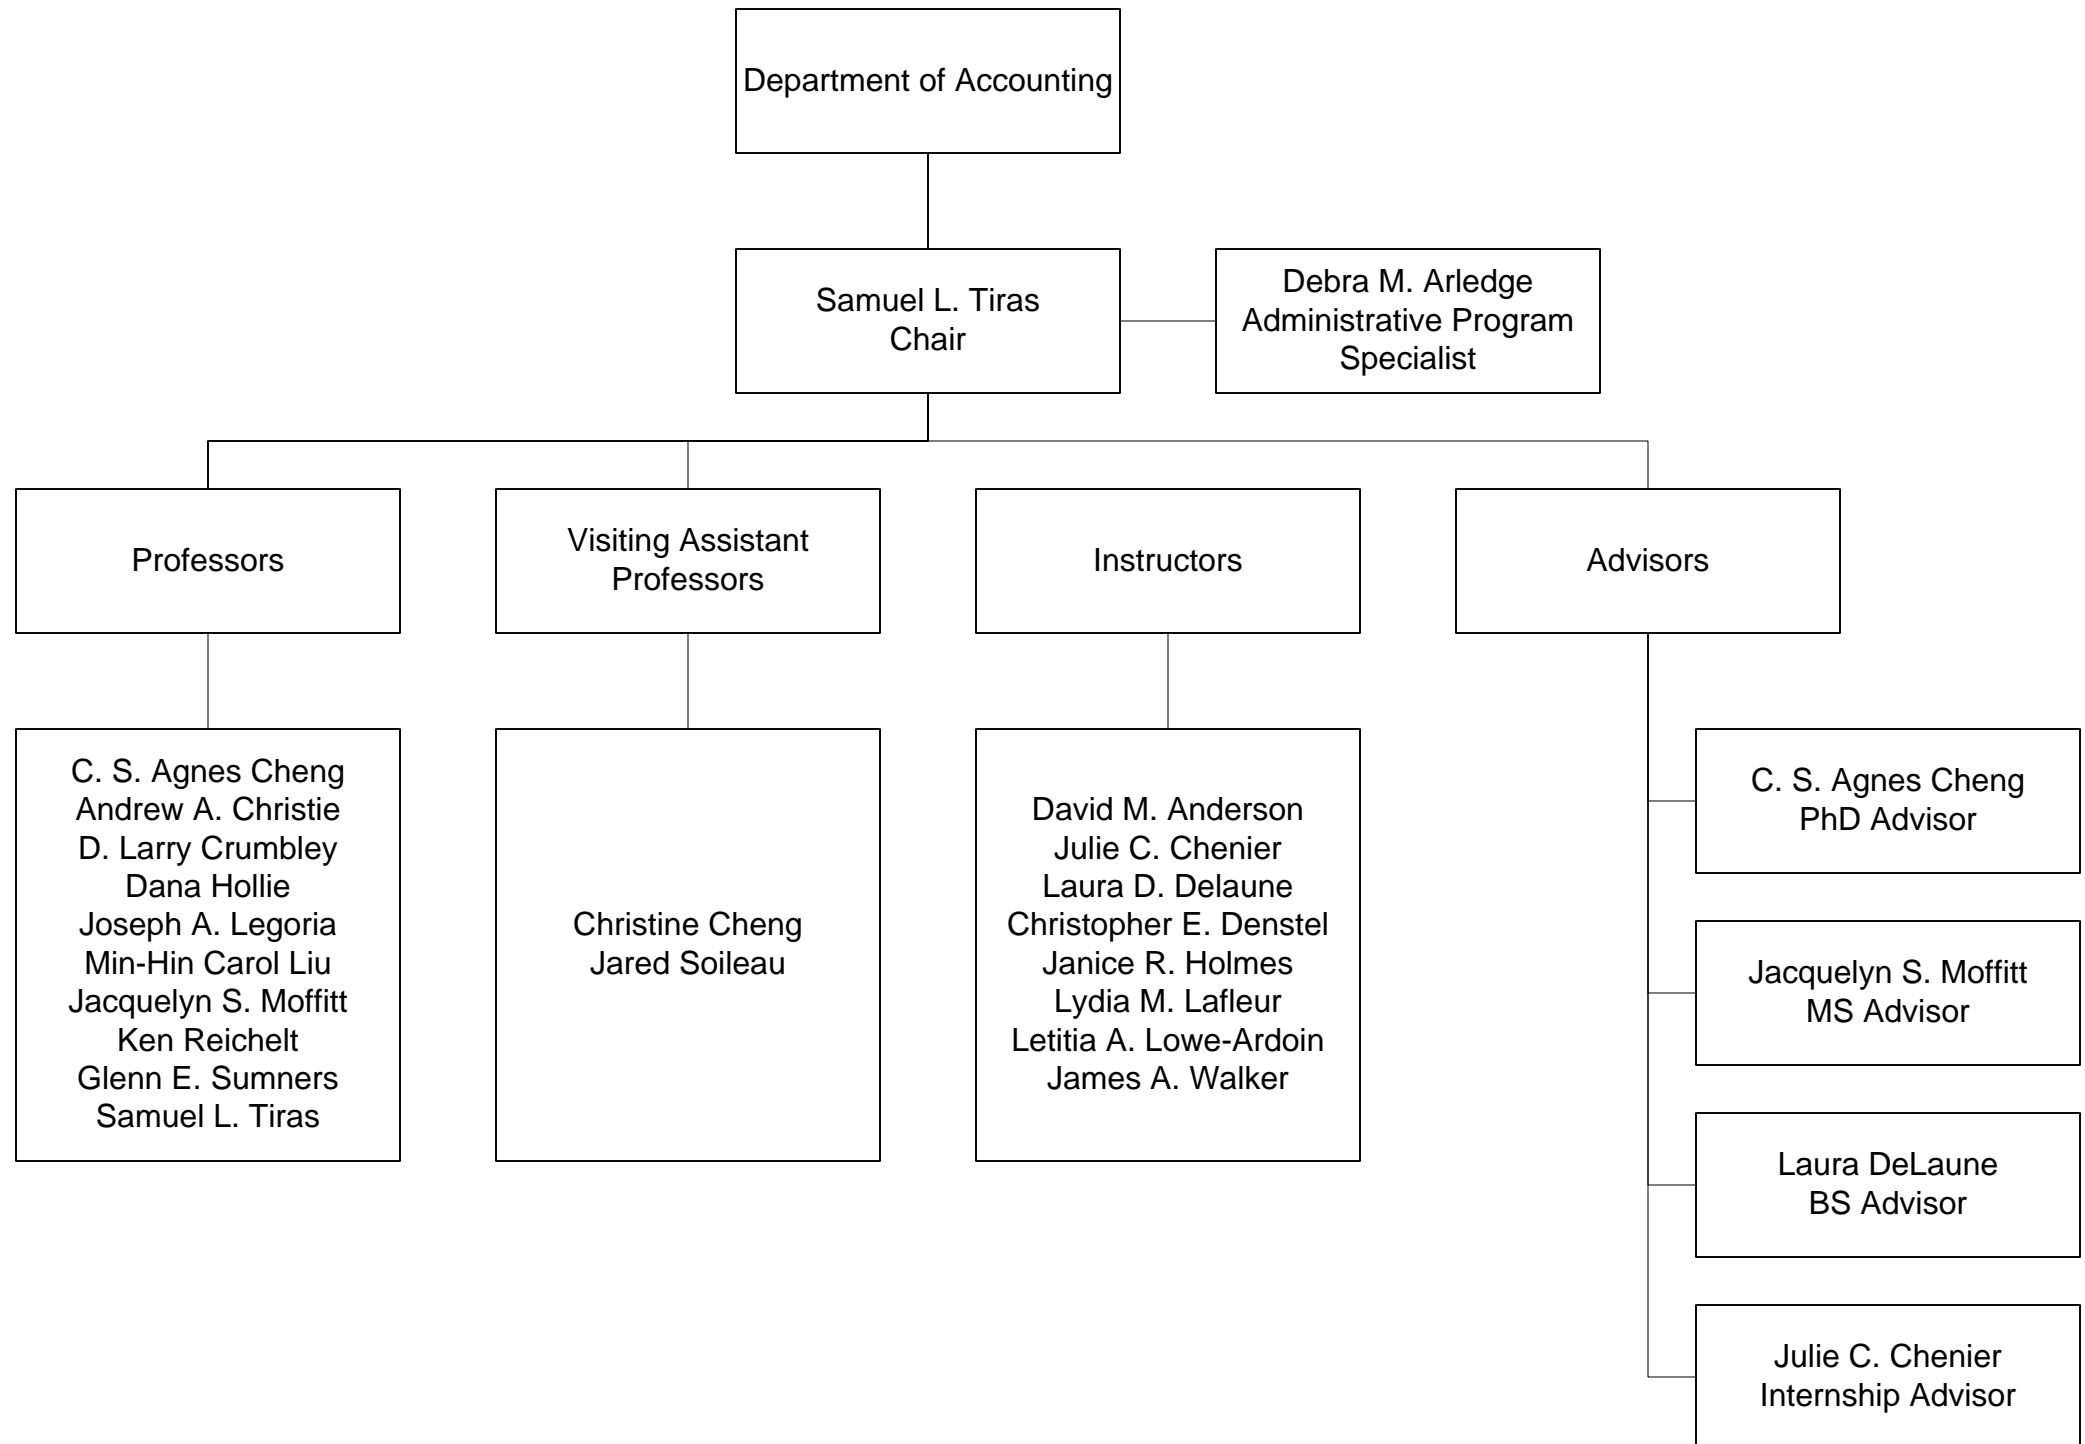 Department of Accounting
Samuel L. Tiras
Chair
Debra M. Arledge
Administrative Program
Specialist
Professors
Visiting Assistant
Professors
Instructors
Advisors
C. S. Agnes Cheng
Andrew A. Christie
D. Larry Crumbley
Dana Hollie
Joseph A. Legoria
Min-Hin Carol Liu
Jacquelyn S. Moffitt
Ken Reichelt
Glenn E. Sumners
Samuel L. Tiras
Christine Cheng
Jared Soileau
David M. Anderson
Julie C. Chenier
Laura D. Delaune
Christopher E. Denstel
Janice R. Holmes
Lydia M. Lafleur
Letitia A. Lowe-Ardoin
James A. Walker
C. S. Agnes Cheng
PhD Advisor
Jacquelyn S. Moffitt
MS Advisor
Laura DeLaune
BS Advisor
Julie C. Chenier
Internship Advisor